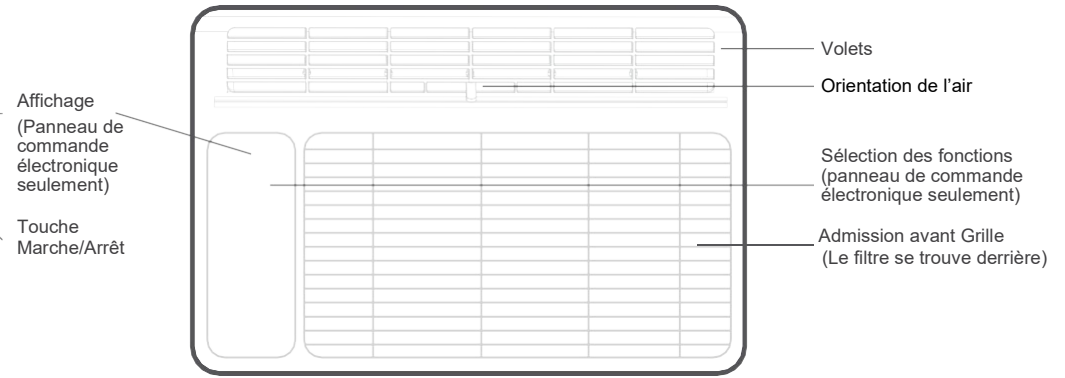 Affichage
(Panneau de
commande
électronique
seulement)
Touche
Marche/Arrêt
Volets
Orientation de l'air
Sélection des fonctions
(panneau de commande
électronique seulement)
Admission avant Grille
(Le filtre se trouve derrière)